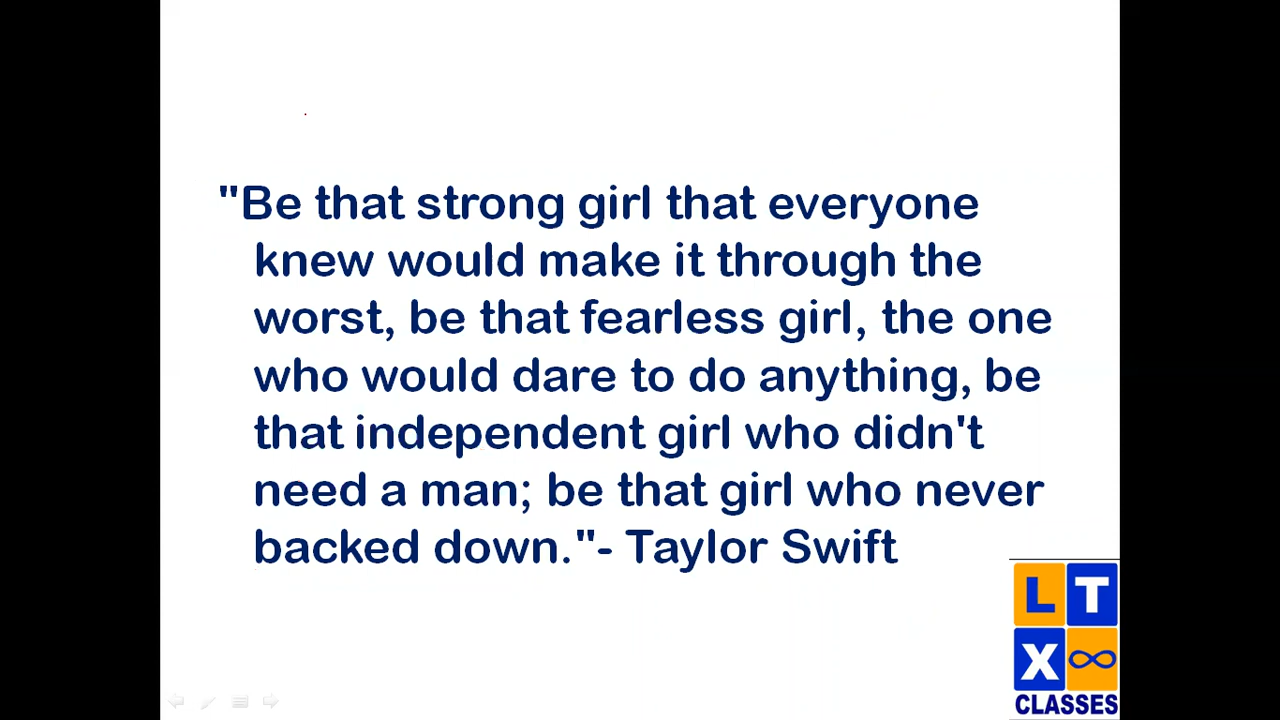 "Be that strong girl that everyone
knew would make it through the
worst, be that fearless girl, the one
who would dare to do anything, be
that independent girl who didn't
need a man; be that girl who never
backed down."- Taylor Swift
L T
X ∞
CLASSES